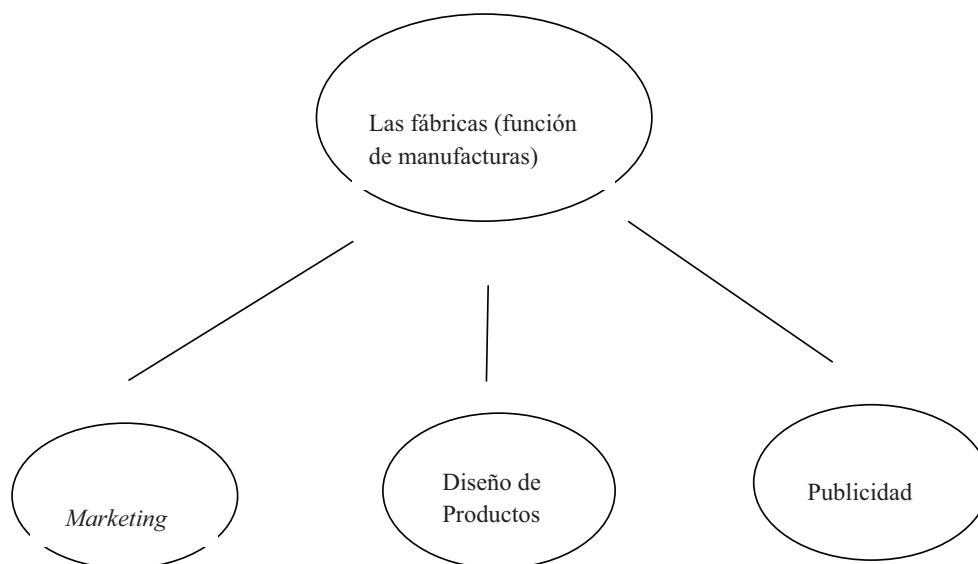 Las fábricas (función
de manufacturas)
Marketing
Diseño de
Productos
Publicidad